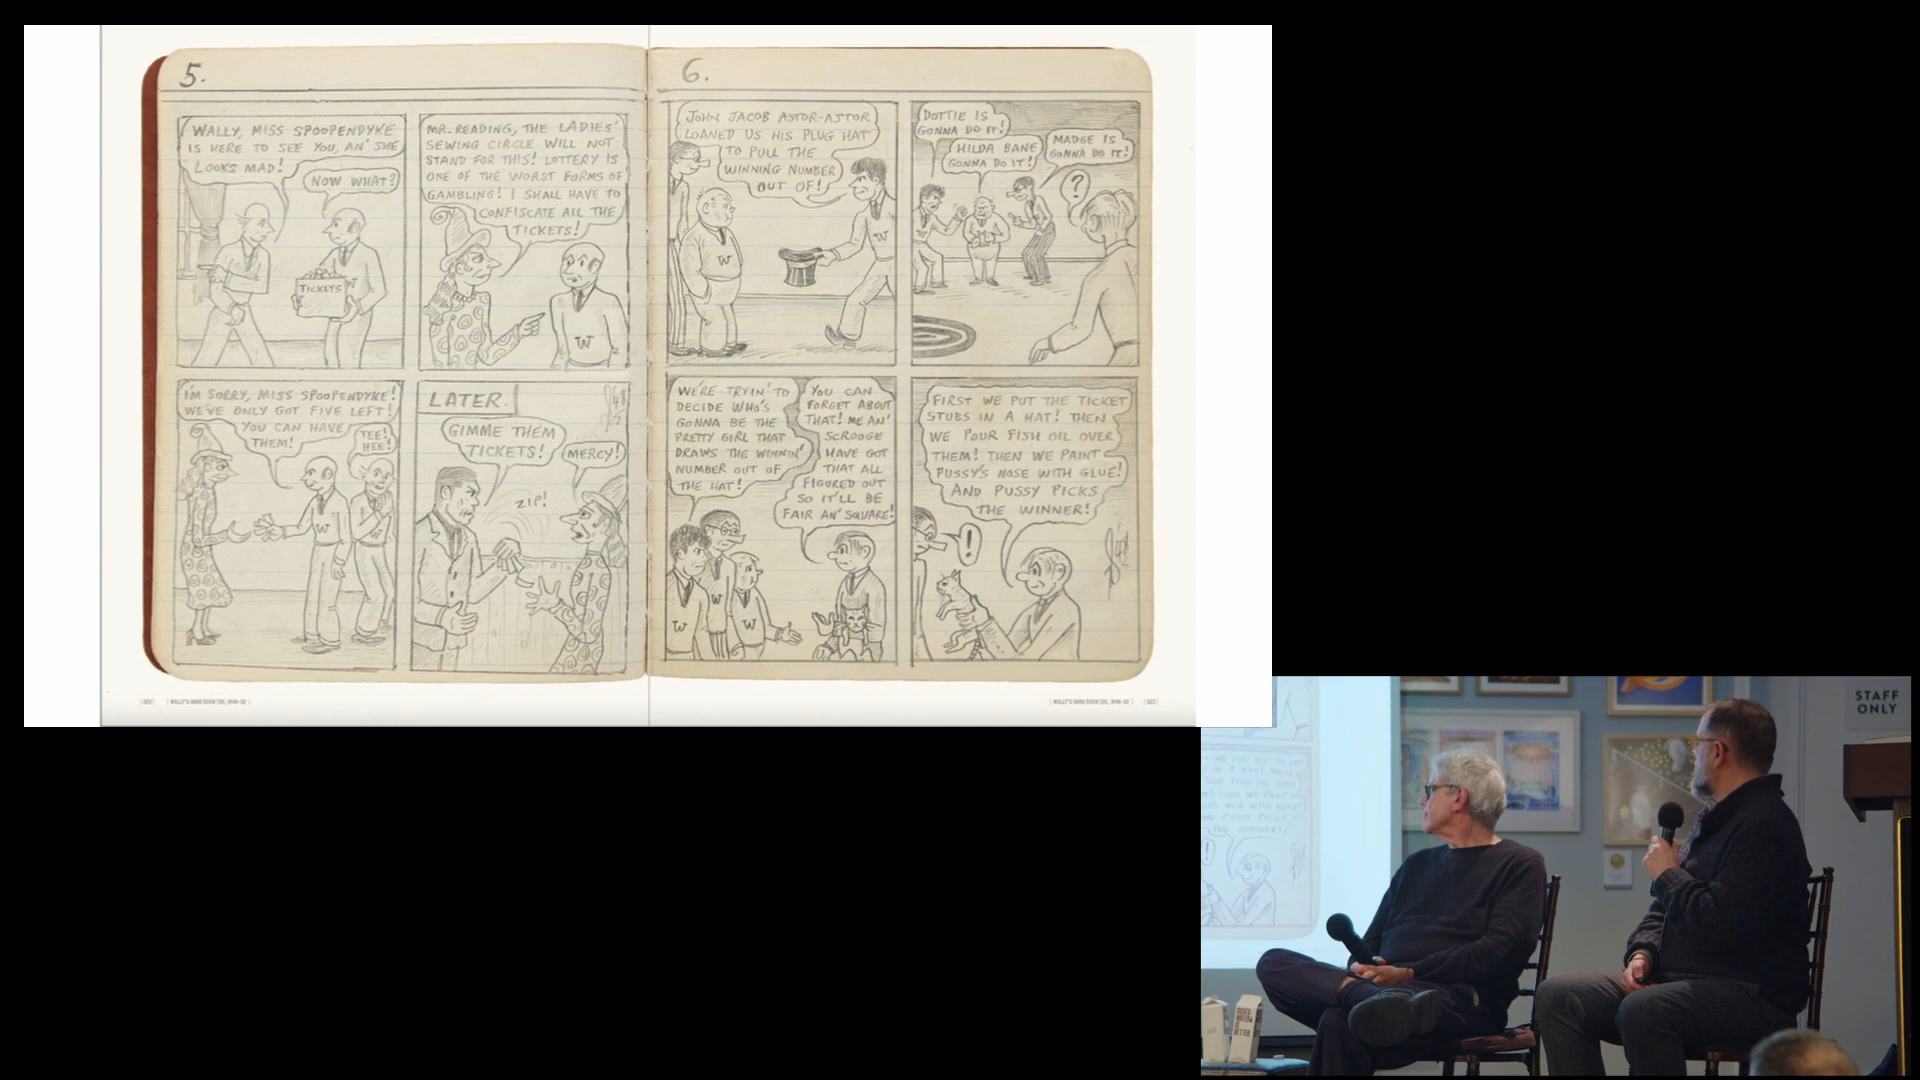 5.
WALLY, MISS SPOOPENDYKE
IS HERE TO SEE YOU, AN' SHE
LOOKS MAD!
NOW WHAT?
TICKETS
MR. READING, THE LADIES'
SEWING CIRCLE WILL NOT
STAND FOR THIS! LOTTERY IS
ONE OF THE WORST FORMS OF
GAMBLING! I SHALL HAVE TO
CONFISCATE ALL THE
TICKETS!
W
I'M SORRY, MISS SPOOPENDYKE!
WE'VE ONLY GOT FIVE LEFT!
YOU CAN HAVE
THEM!
TEE!
HEE!
W
W
LATER.
GIMME THEM
TICKETS!
MERCY!
ZIP!
6.
JOHN JACOB ASTOR-ASTOR
LOANED US HIS PLUG HAT
TO PULL THE
WINNING NUMBER
OUT OF!
W
W
DOTTIE IS
GONNA DO IT!
HILDA BANE
GONNA DO IT!
MADGE IS
GONNA DO IT!
?
WE'RE TRYIN' TO
DECIDE WHO'S
GONNA BE THE
PRETTY GIRL THAT
DRAWS THE WINNIN'
NUMBER OUT OF
THE HAT!
YOU CAN
FORGET ABOUT
THAT! ME AN'
SCROOGE
HAVE GOT
THAT ALL
FIGURED OUT
SO IT'LL BE
FAIR AN' SQUARE!
W
W
W
FIRST WE PUT THE TICKET
STUBS IN A HAT! THEN
WE POUR FISH OIL OVER
THEM! THEN WE PAINT
PUSSY'S NOSE WITH GLUE!
AND PUSSY PICKS
THE WINNER!
!
STAFF
ONLY
BOXED
WATER
IS
BETTER.